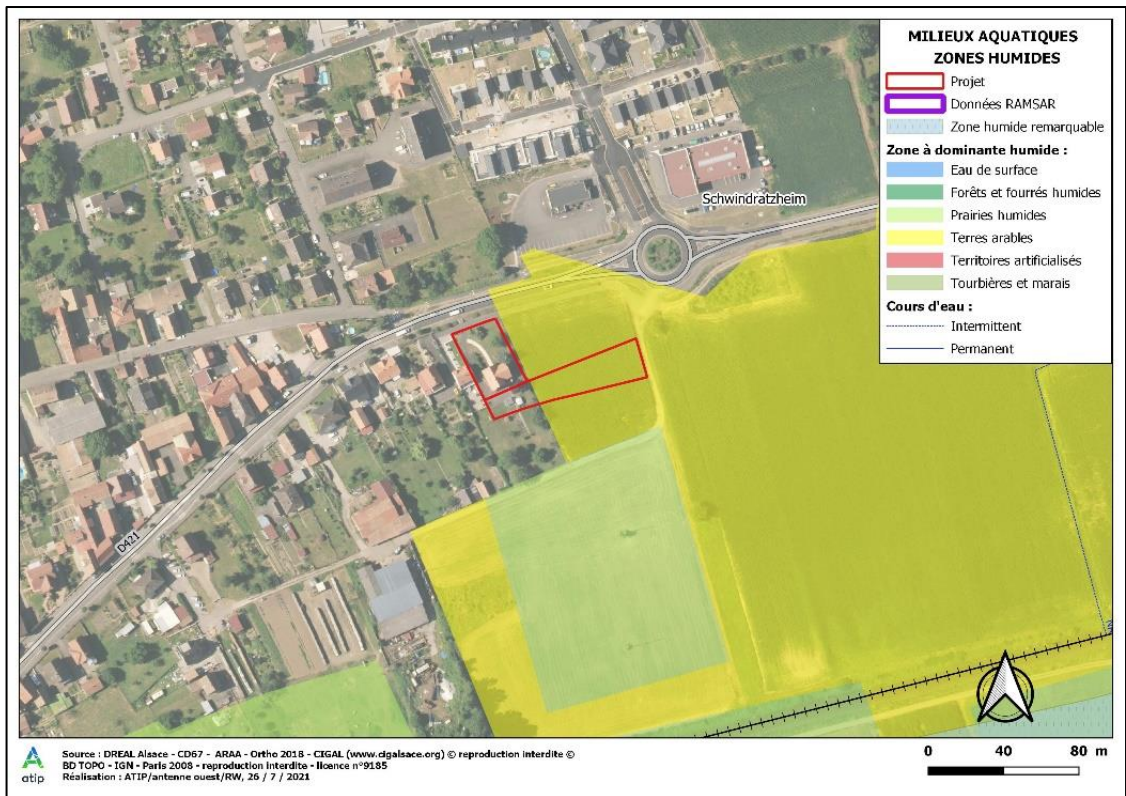 MILIEUX AQUATIQUES
ZONES HUMIDES
Projet
Données RAMSAR
Zone humide remarquable
Zone à dominante humide :
Eau de surface
Forêts et fourrés humides
Prairies humides
Terres arables
Territoires artificialisés
Tourbières et marais
Cours d'eau :
Intermittent
Permanent
Schwindratzheim
D421
atip
Source : DREAL Alsace - CD67 - ARAA - Ortho 2018 - CIGAL (www.cigalsace.org) © reproduction interdite ©
BD TOPO - IGN - Paris 2008 - reproduction interdite - licence n°9185
Réalisation : ATIP/antenne ouest/RW, 26 / 7 / 2021
0 40 80 m